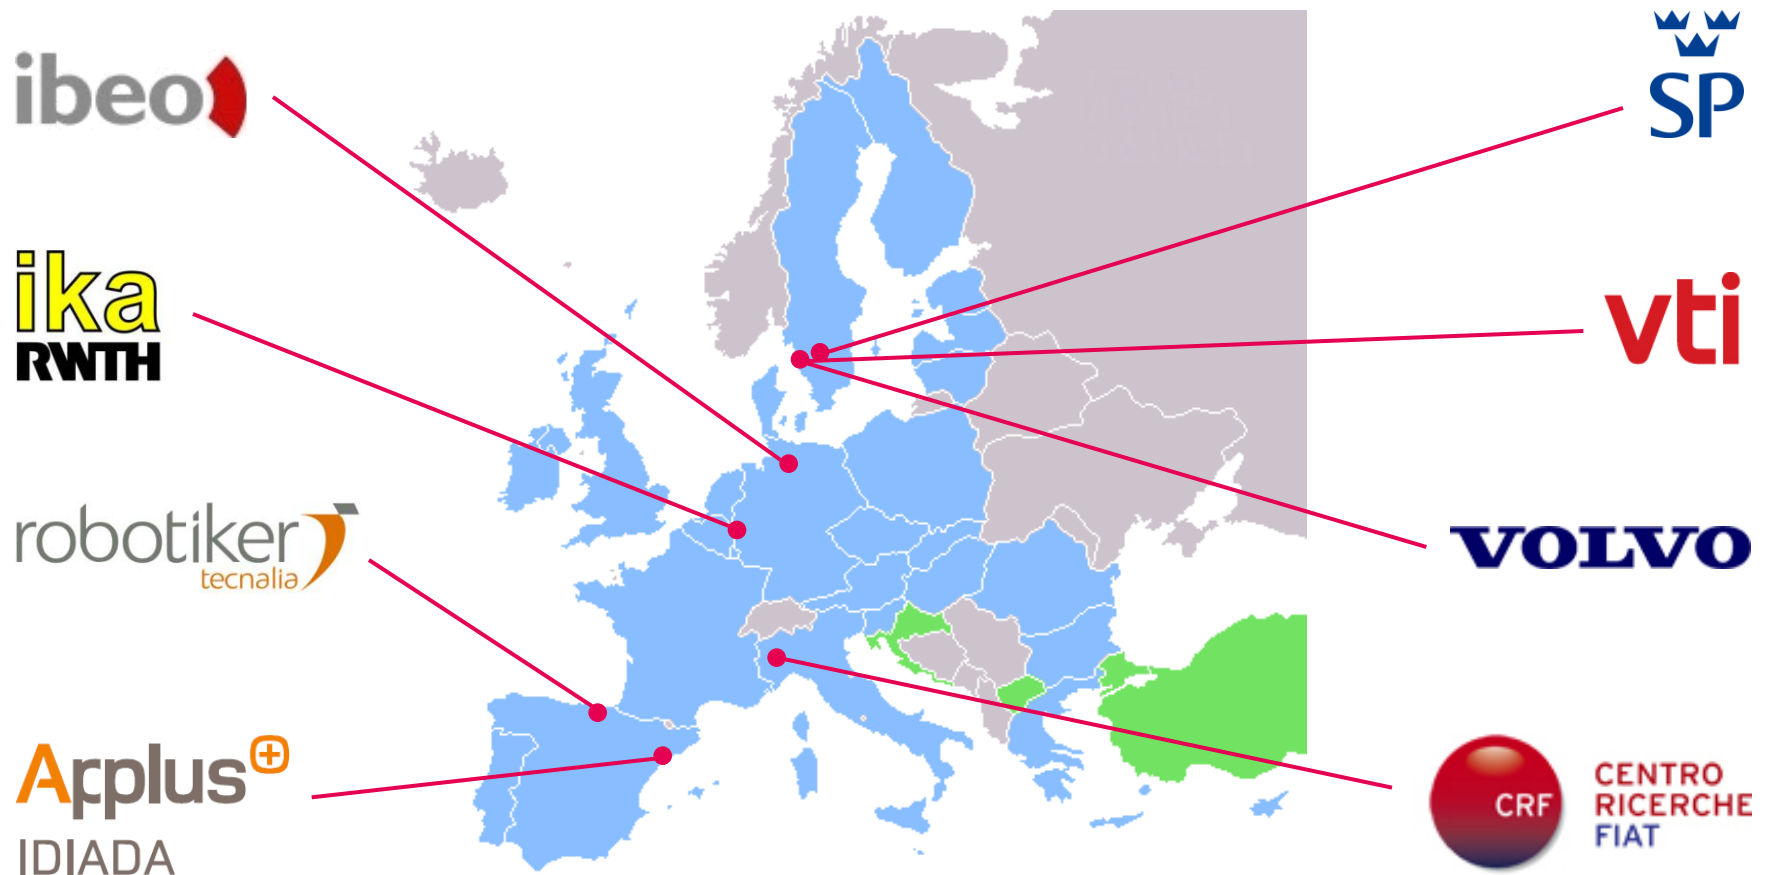 ibeo
ika
RWTH
robotiker
tecnalia
Applus+
IDIADA
SP
vti
VOLVO
CRF
CENTRO
RICERCHE
FIAT